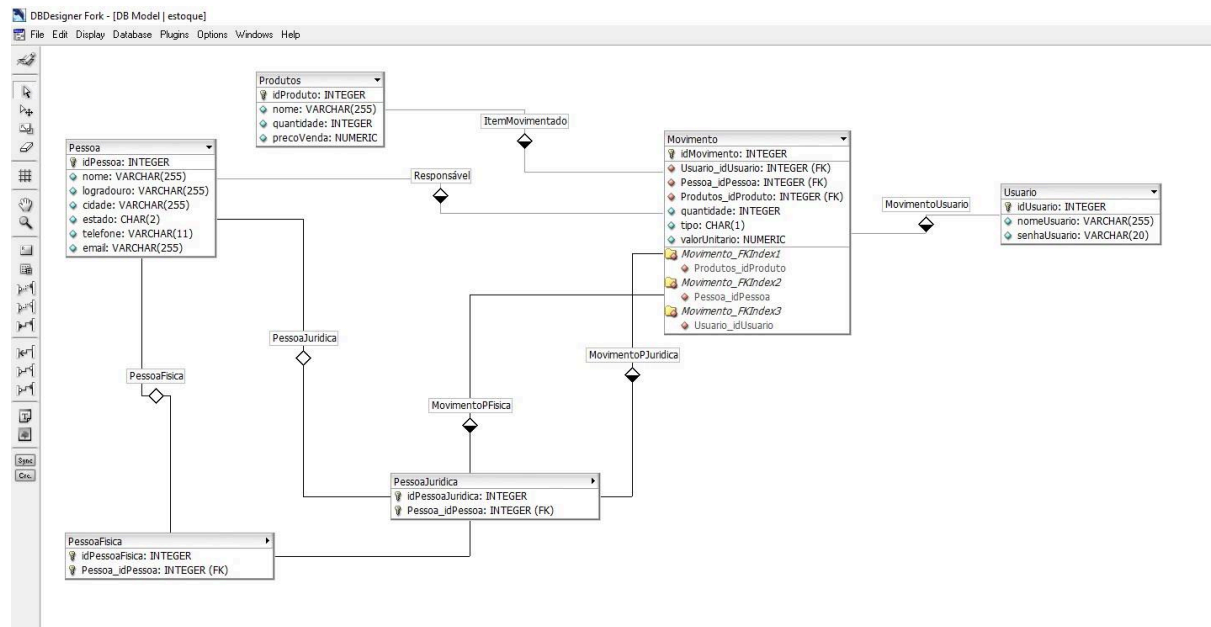 DBDesigner Fork - [DB Model | estoque]
File Edit Display Database Plugins Options Windows Help
Produtos
idProduto: INTEGER
nome: VARCHAR(255)
quantidade: INTEGER
precoVenda: NUMERIC
ItemMovimentado
Pessoa
idPessoa: INTEGER
nome: VARCHAR(255)
logradouro: VARCHAR(255)
cidade: VARCHAR(255)
estado: CHAR(2)
telefone: VARCHAR(11)
email: VARCHAR(255)
Responsável
Movimento
idMovimento: INTEGER
Usuario_idUsuario: INTEGER (FK)
Pessoa_idPessoa: INTEGER (FK)
Produtos_idProduto: INTEGER (FK)
quantidade: INTEGER
tipo: CHAR(1)
valorUnitario: NUMERIC
Movimento_FKIndex1
Produtos_idProduto
Movimento_FKIndex2
Pessoa_idPessoa
Movimento_FKIndex3
Usuario_idUsuario
MovimentoUsuario
Usuario
idUsuario: INTEGER
nomeUsuario: VARCHAR(255)
senhaUsuario: VARCHAR(20)
PessoaJuridica
MovimentoPJuridica
PessoaFisica
MovimentoPFisica
PessoaJuridica
idPessoaJuridica: INTEGER
Pessoa_idPessoa: INTEGER (FK)
PessoaFisica
idPessoaFisica: INTEGER
Pessoa_idPessoa: INTEGER (FK)
Sync